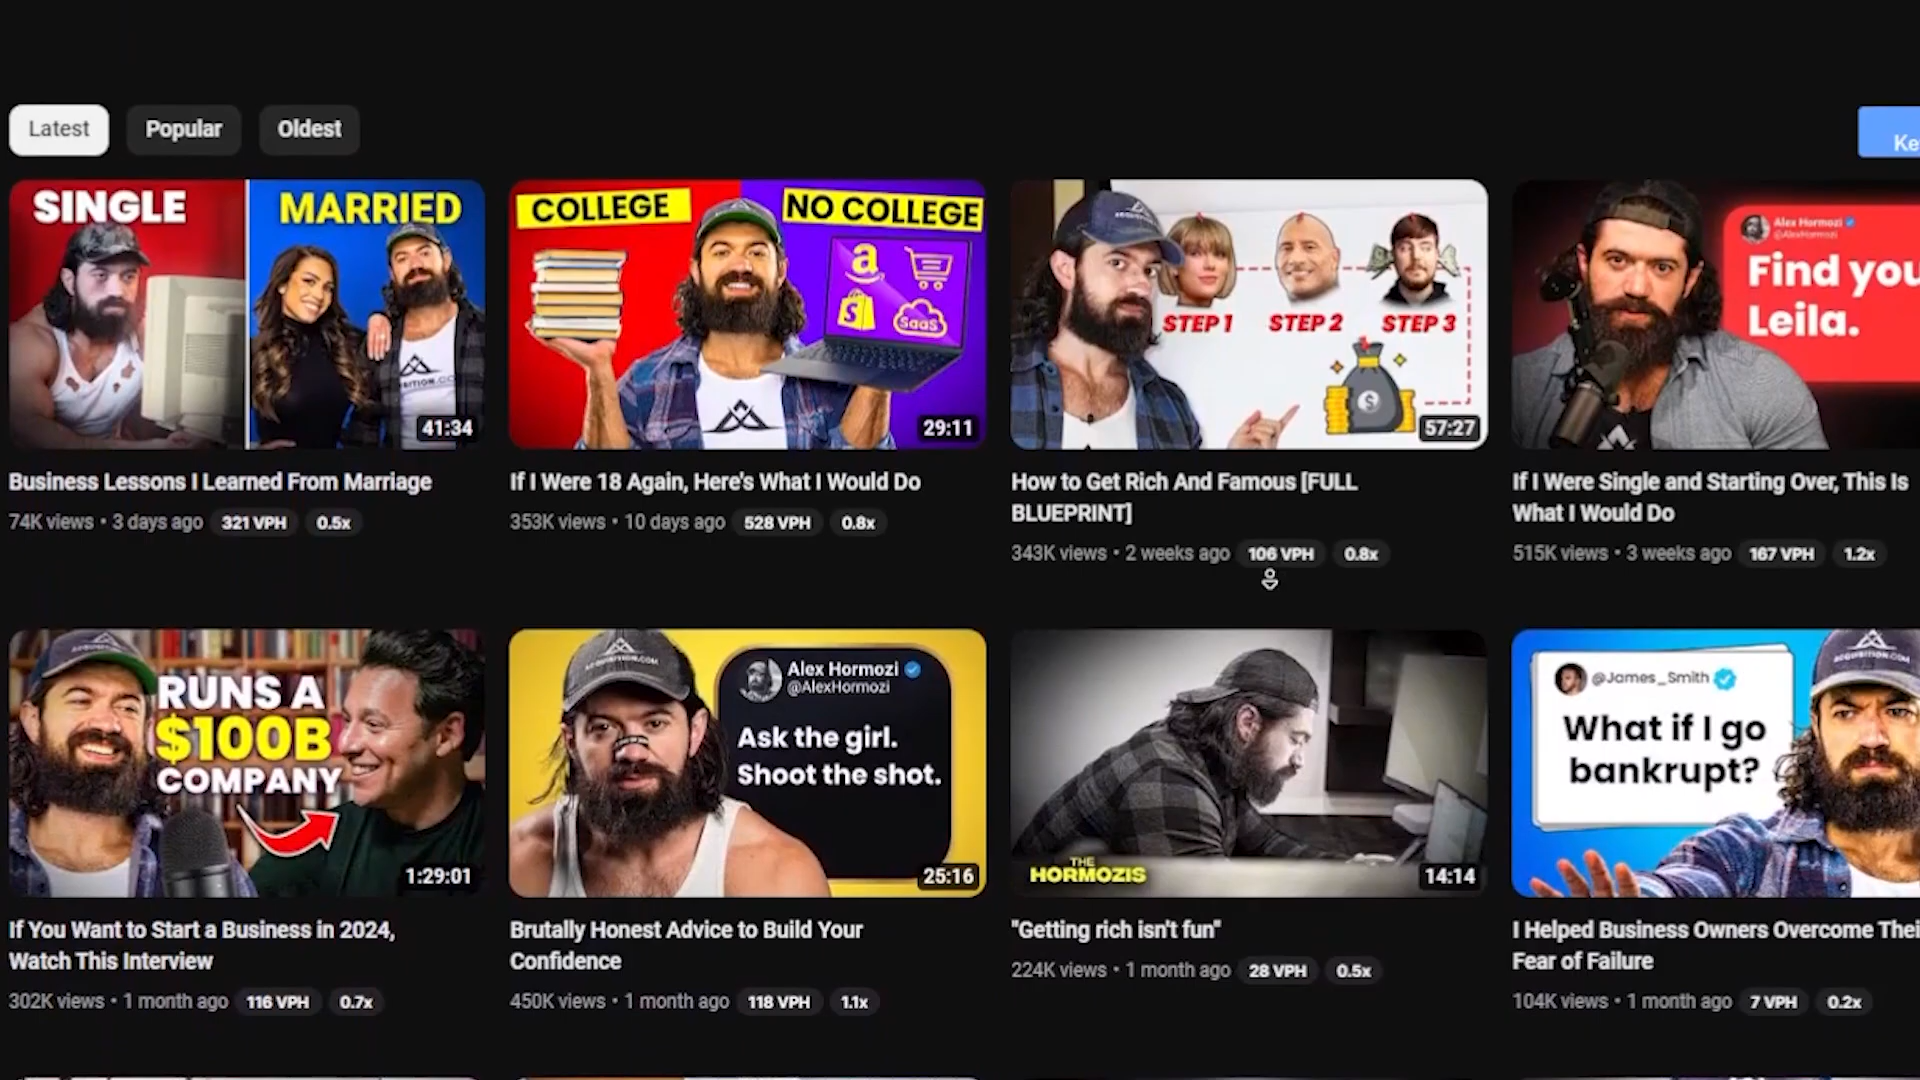 Latest
Popular
Oldest
SINGLE
MARRIED
41:34
COLLEGE
NO COLLEGE
SaaS
29:11
STEP 1
STEP 2
STEP 3
57:27
Alex Hormozi
@AlexHormozi
Find you
Leila.
Business Lessons I Learned From Marriage
74K views • 3 days ago 321 VPH 0.5x
If I Were 18 Again, Here's What I Would Do
353K views • 10 days ago 528 VPH 0.8x
How to Get Rich And Famous [FULL
BLUEPRINT]
343K views • 2 weeks ago 106 VPH 0.8x
If I Were Single and Starting Over, This Is
What I Would Do
515K views • 3 weeks ago 167 VPH 1.2x
RUNS A
$100B
COMPANY
1:29:01
Alex Hormozi
@AlexHormozi
Ask the girl.
Shoot the shot.
25:16
THE
HORMOZIS
14:14
@James_Smith
What if I go
bankrupt?
ACQUISITION.COM
If You Want to Start a Business in 2024,
Watch This Interview
302K views • 1 month ago 116 VPH 0.7x
Brutally Honest Advice to Build Your
Confidence
450K views • 1 month ago 118 VPH 1.1x
"Getting rich isn't fun"
224K views • 1 month ago 28 VPH 0.5x
I Helped Business Owners Overcome Thei
Fear of Failure
104K views • 1 month ago 7 VPH 0.2x